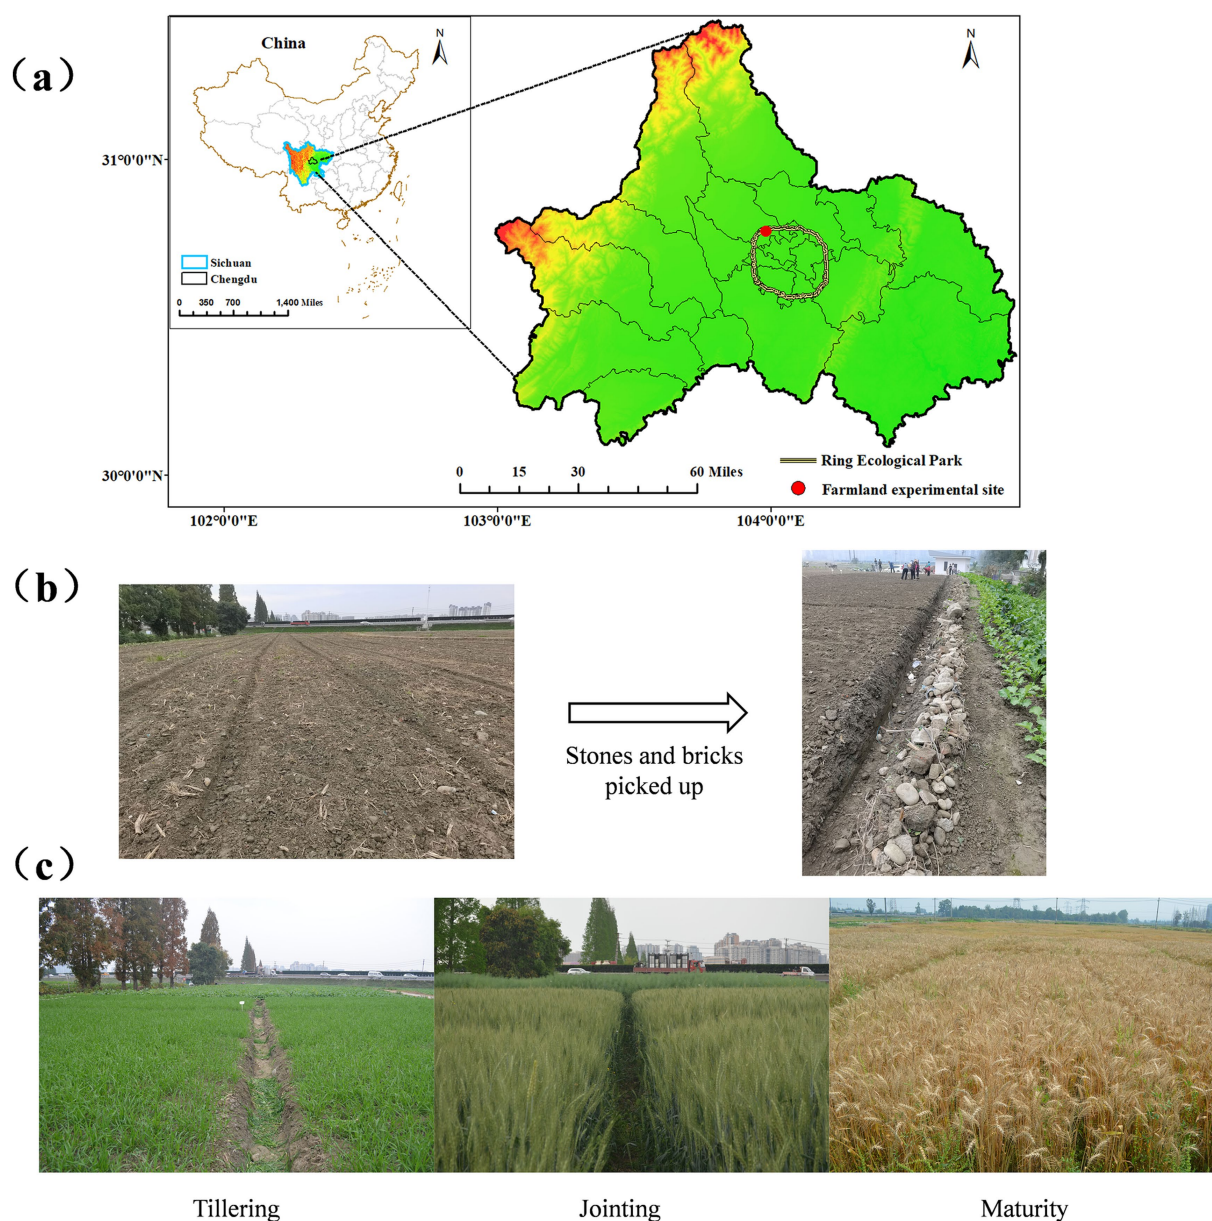 (a)
China
N
N
31°0'0"N
Sichuan
Chengdu
0 350 700 1,400 Miles
30°0'0"N
0 15 30 60 Miles
Ring Ecological Park
Farmland experimental site
102°0'0"E 103°0'0"E 104°0'0"E
(b)
Stones and bricks
picked up
(c)
Tillering Jointing Maturity